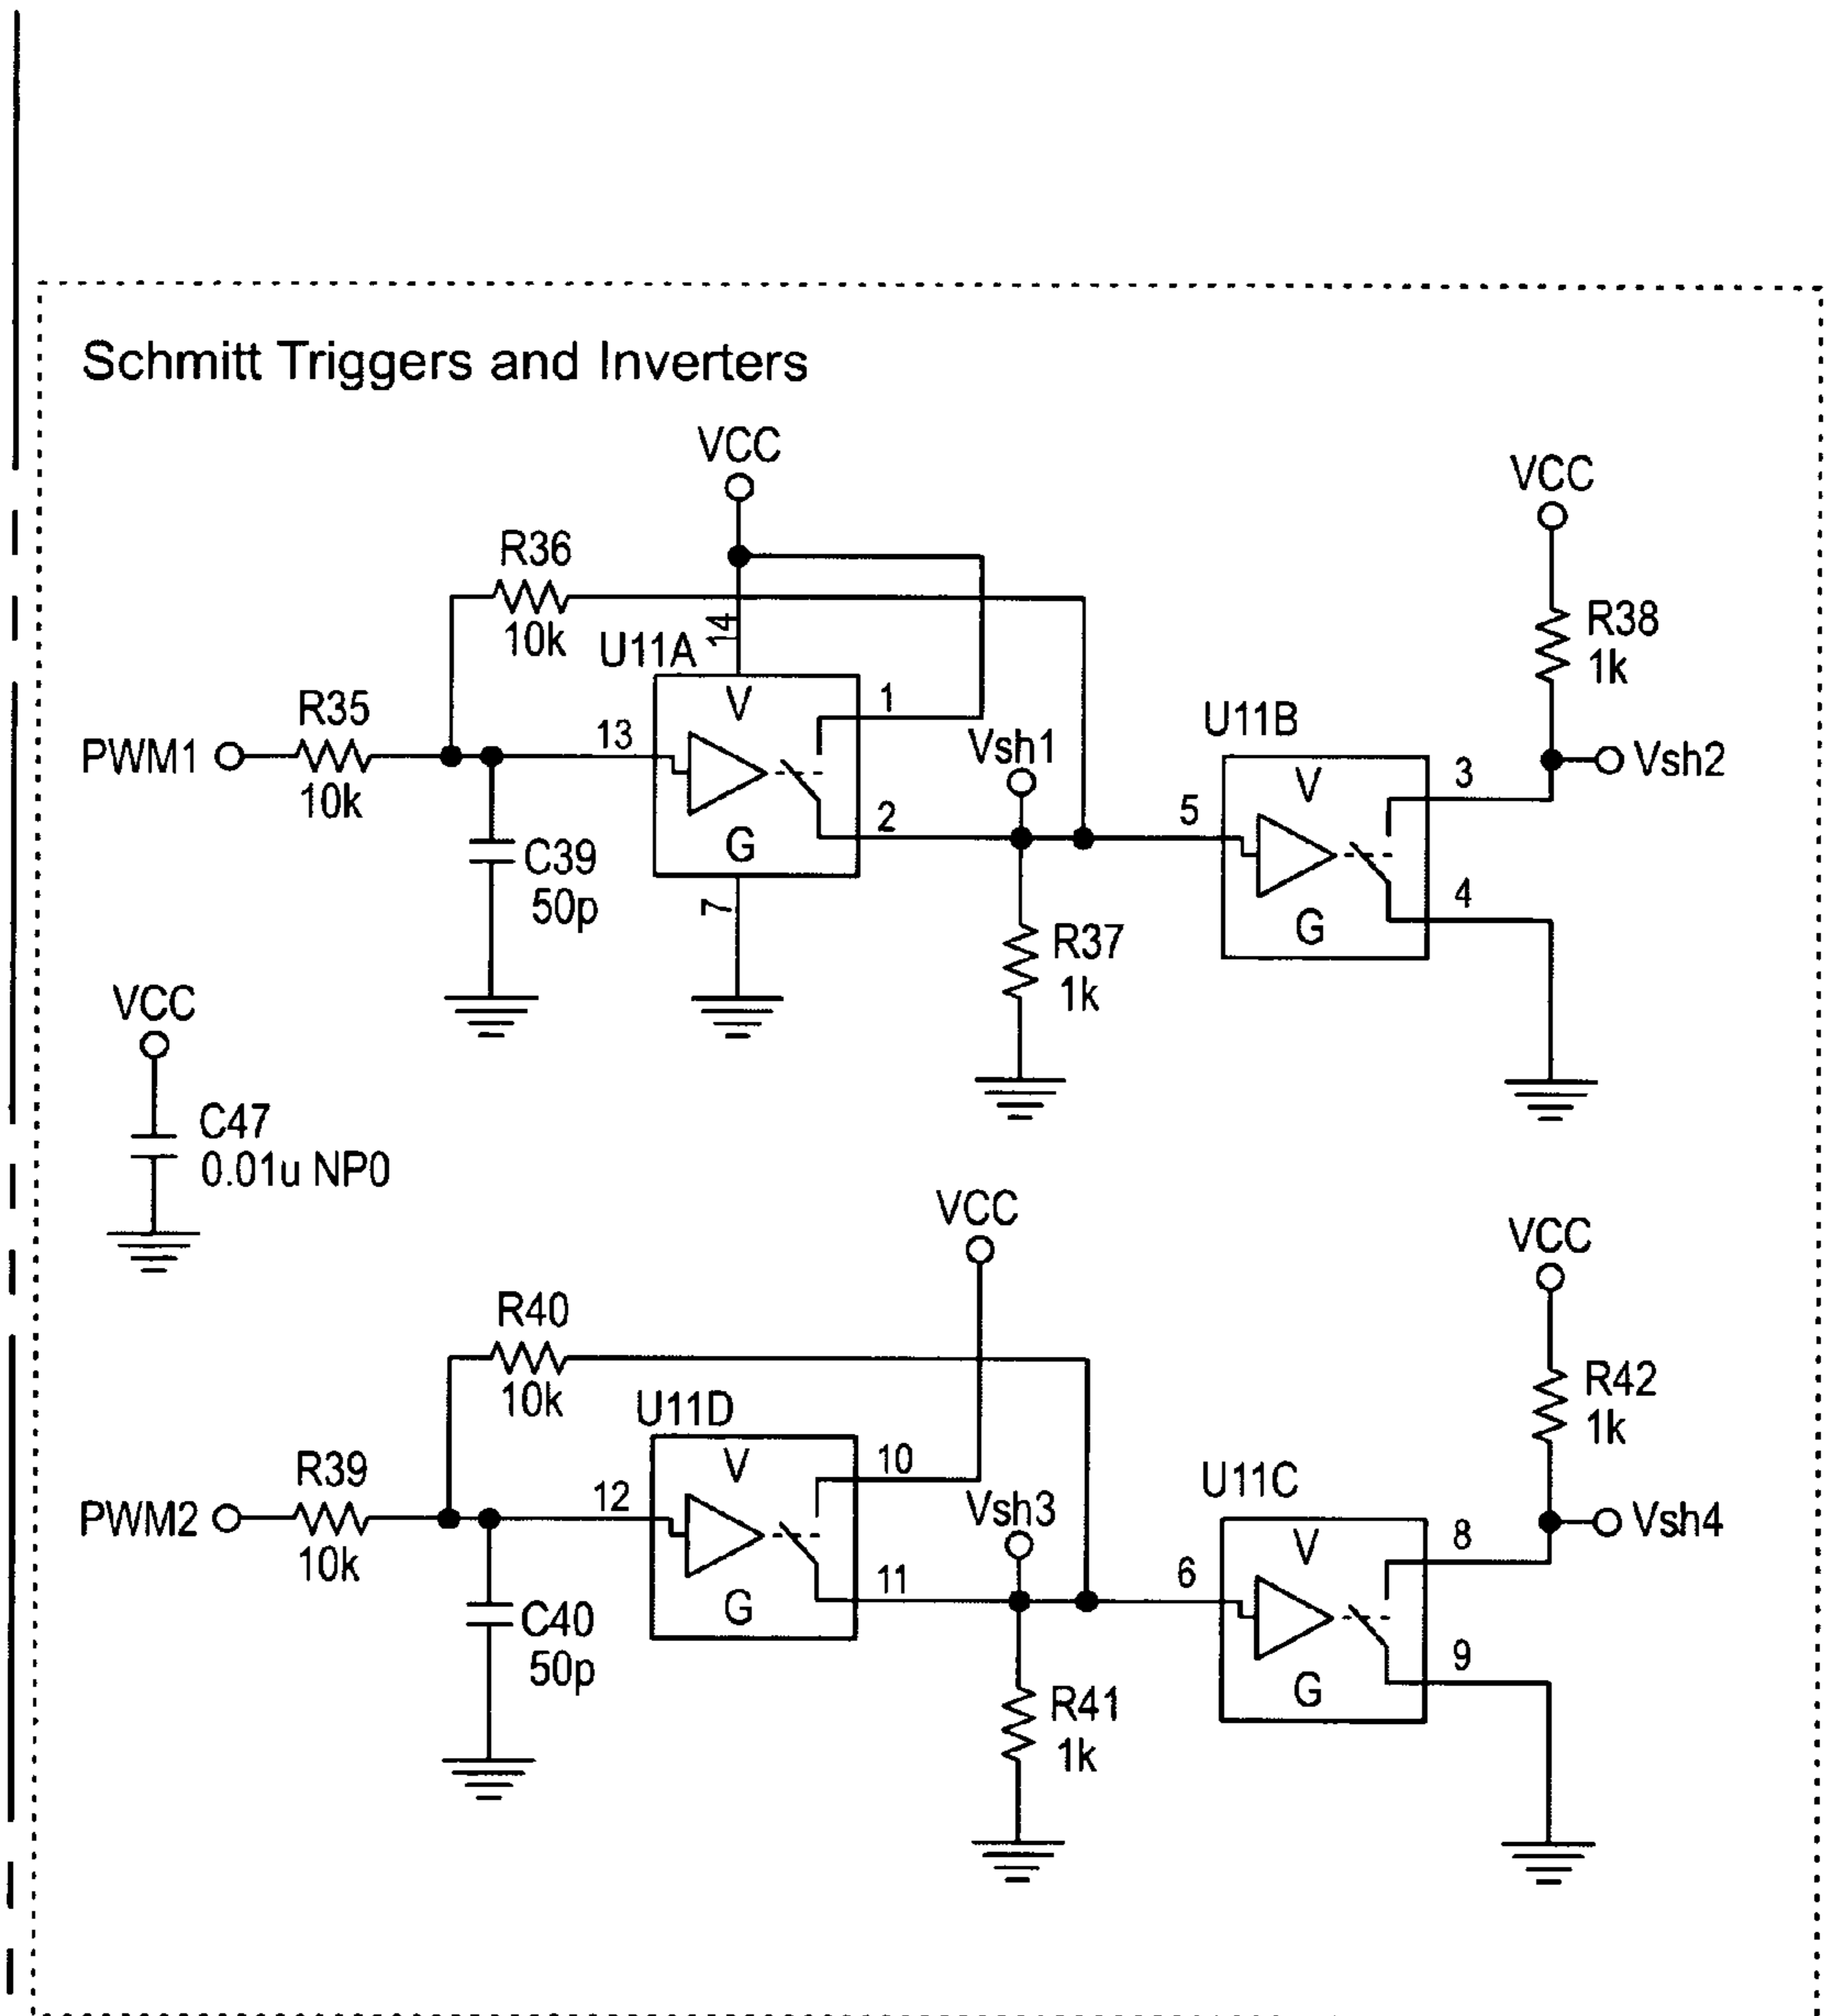 Schmitt Triggers and Inverters
VCC
VCC
R36
10k
14
U11A
R38
1k
R35
10k
PWM1
13
V
G
1
2
7
Vsh1
U11B
5
V
G
3
4
Vsh2
C39
50p
R37
1k
VCC
C47
0.01u NP0
VCC
VCC
R40
10k
U11D
R42
1k
R39
10k
PWM2
12
V
G
10
11
Vsh3
U11C
6
V
G
8
9
Vsh4
C40
50p
R41
1k